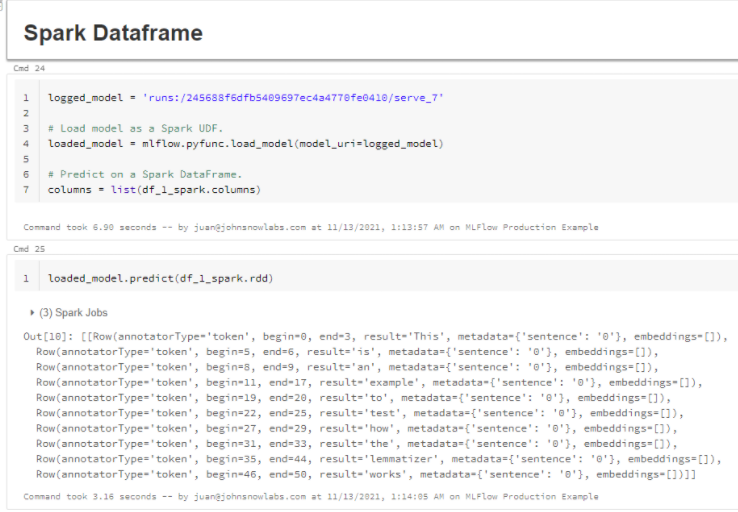 Spark Dataframe
Cmd 24
1 logged_model = 'runs:/245688f6dfb5409697ec4a4770fe0410/serve_7'
2
3 # Load model as a Spark UDF.
4 loaded_model = mlflow.pyfunc.load_model(model_uri=logged_model)
5
6 # Predict on a Spark DataFrame.
7 columns = list(df_1_spark.columns)
Command took 6.90 seconds -- by juan@johnsnowlabs.com at 11/13/2021, 1:13:57 AM on MLFlow Production Example
Cmd 25
1 loaded_model.predict(df_1_spark.rdd)
(3) Spark Jobs
Out[10]: [[Row(annotatorType='token', begin=0, end=3, result='This', metadata={'sentence': '0'}, embeddings=[]),
Row(annotatorType='token', begin=5, end=6, result='is', metadata={'sentence': '0'}, embeddings=[]),
Row(annotatorType='token', begin=8, end=9, result='an', metadata={'sentence': '0'}, embeddings=[]),
Row(annotatorType='token', begin=11, end=17, result='example', metadata={'sentence': '0'}, embeddings=[]),
Row(annotatorType='token', begin=19, end=20, result='to', metadata={'sentence': '0'}, embeddings=[]),
Row(annotatorType='token', begin=22, end=25, result='test', metadata={'sentence': '0'}, embeddings=[]),
Row(annotatorType='token', begin=27, end=29, result='how', metadata={'sentence': '0'}, embeddings=[]),
Row(annotatorType='token', begin=31, end=33, result='the', metadata={'sentence': '0'}, embeddings=[]),
Row(annotatorType='token', begin=35, end=44, result='lemmatizer', metadata={'sentence': '0'}, embeddings=[]),
Row(annotatorType='token', begin=46, end=50, result='works', metadata={'sentence': '0'}, embeddings=[])]]
Command took 3.16 seconds -- by juan@johnsnowlabs.com at 11/13/2021, 1:14:05 AM on MLFlow Production Example